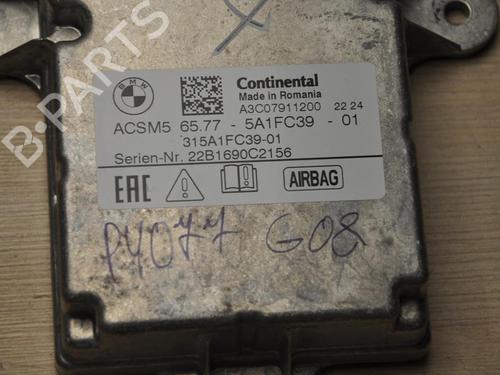 B-PARTS
BMW
Continental
Made in Romania
A3C07911200 22 24
ACSM5 65.77 - 5A1FC39 - 01
315A1FC39-01
Serien-Nr. 22B1690C2156
EAC AIRBAG
PY077 G08